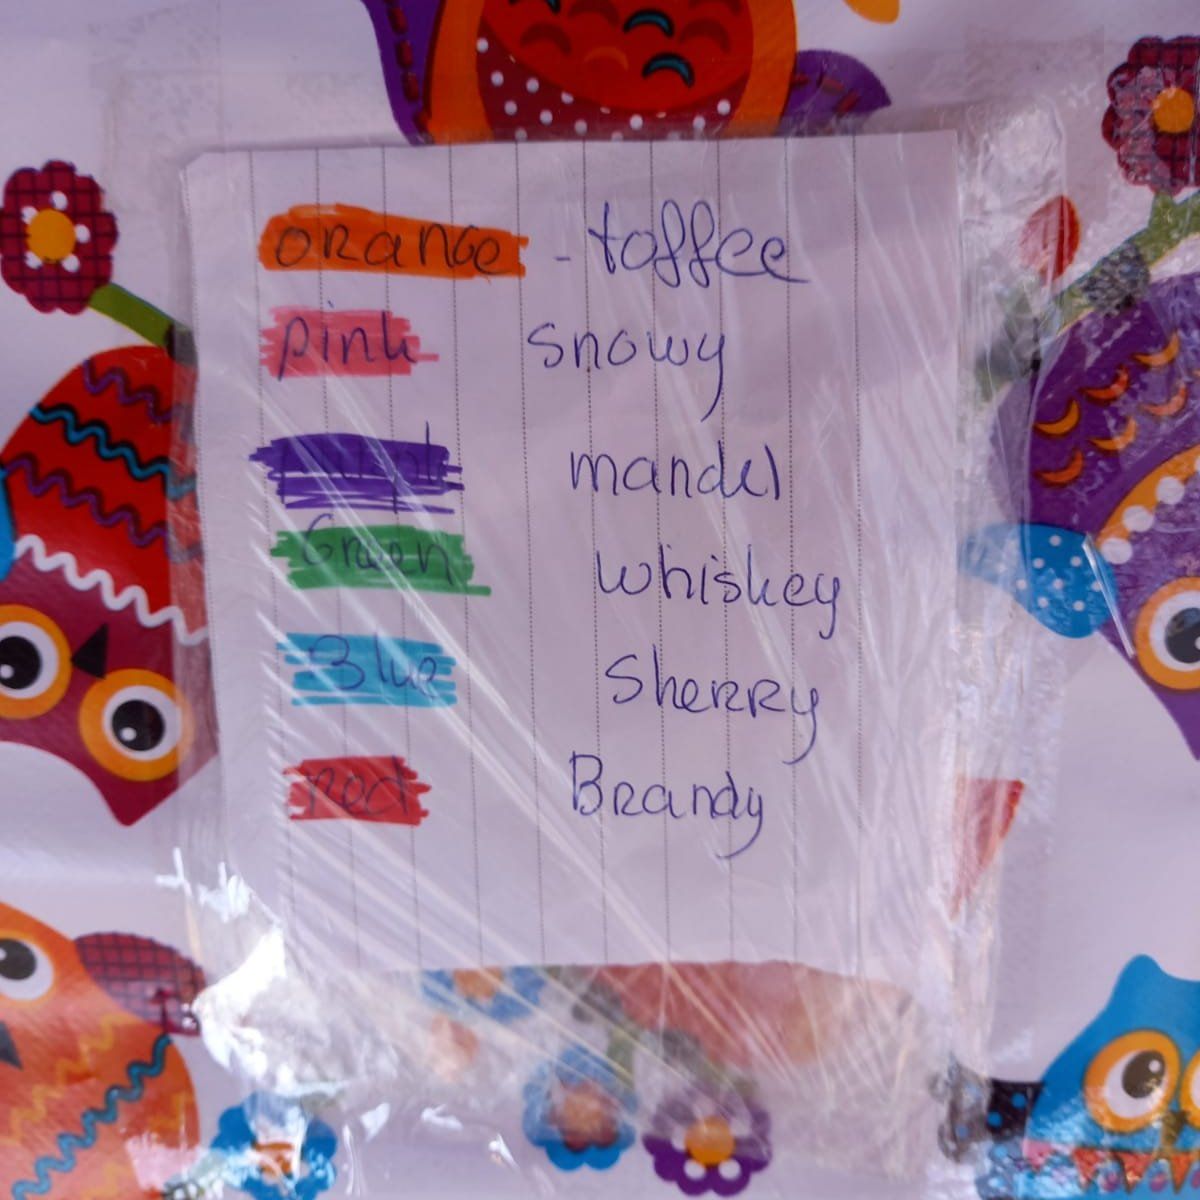 orange - toffee
pink snowy
mandel
Green whiskey
Blue Sherry
red Brandy